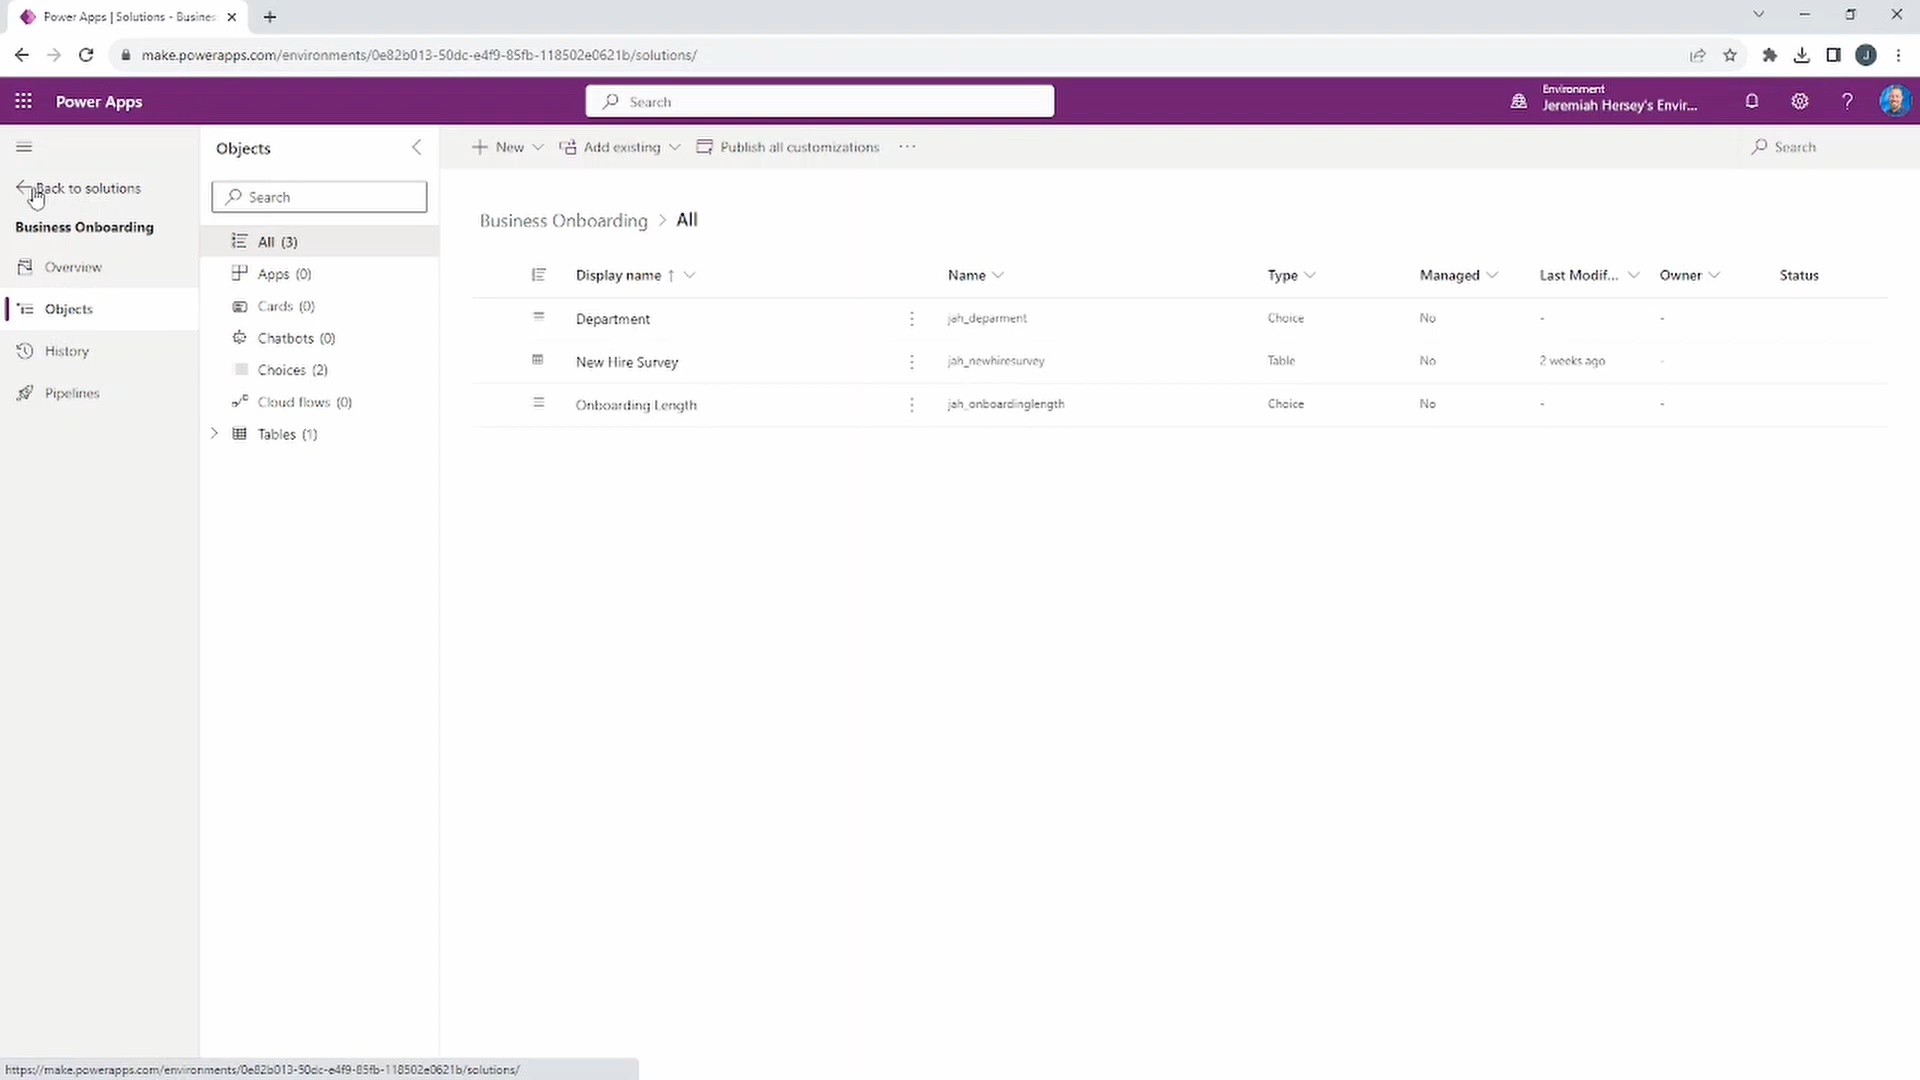 Power Apps | Solutions - Busines
make.powerapps.com/environments/0e82b013-50dc-e4f9-85fb-118502e0621b/solutions/
J
Power Apps
Search
Environment
Jeremiah Hersey's Envir...
?
Back to solutions
Business Onboarding
Overview
Objects
History
Pipelines
Objects
Search
All (3)
Apps (0)
Cards (0)
Chatbots (0)
Choices (2)
Cloud flows (0)
Tables (1)
New
Add existing
Publish all customizations
...
Search
Business Onboarding > All
Display name ↑ Name Type Managed Last Modif... Owner Status
Department jah_deparment Choice No - -
New Hire Survey jah_newhiresurvey Table No 2 weeks ago -
Onboarding Length jah_onboardinglength Choice No - -
https://make.powerapps.com/environments/0e82b013-50dc-e4f9-85fb-118502e0621b/solutions/